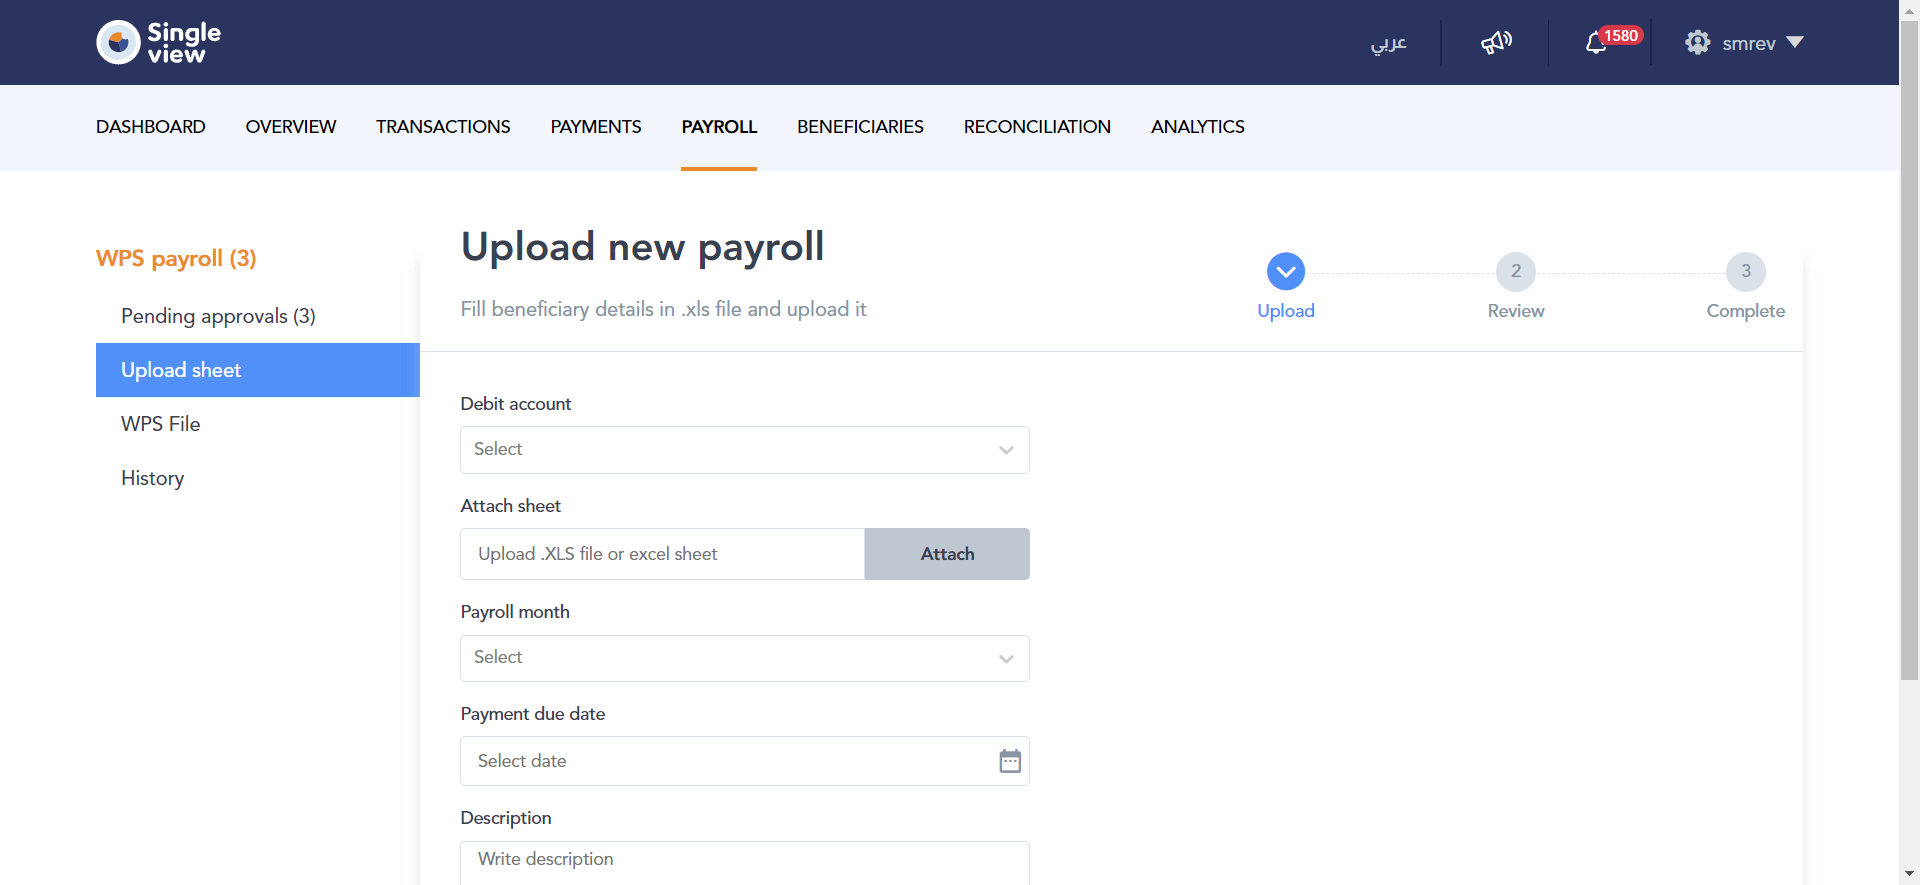 Single
view
عربي
1580
smrev
DASHBOARD OVERVIEW TRANSACTIONS PAYMENTS PAYROLL BENEFICIARIES RECONCILIATION ANALYTICS
WPS payroll (3)
Pending approvals (3)
Upload sheet
WPS File
History
Upload new payroll
Fill beneficiary details in .xls file and upload it
2
3
Upload
Review
Complete
Debit account
Select
Attach sheet
Upload .XLS file or excel sheet
Attach
Payroll month
Select
Payment due date
Select date
Description
Write description